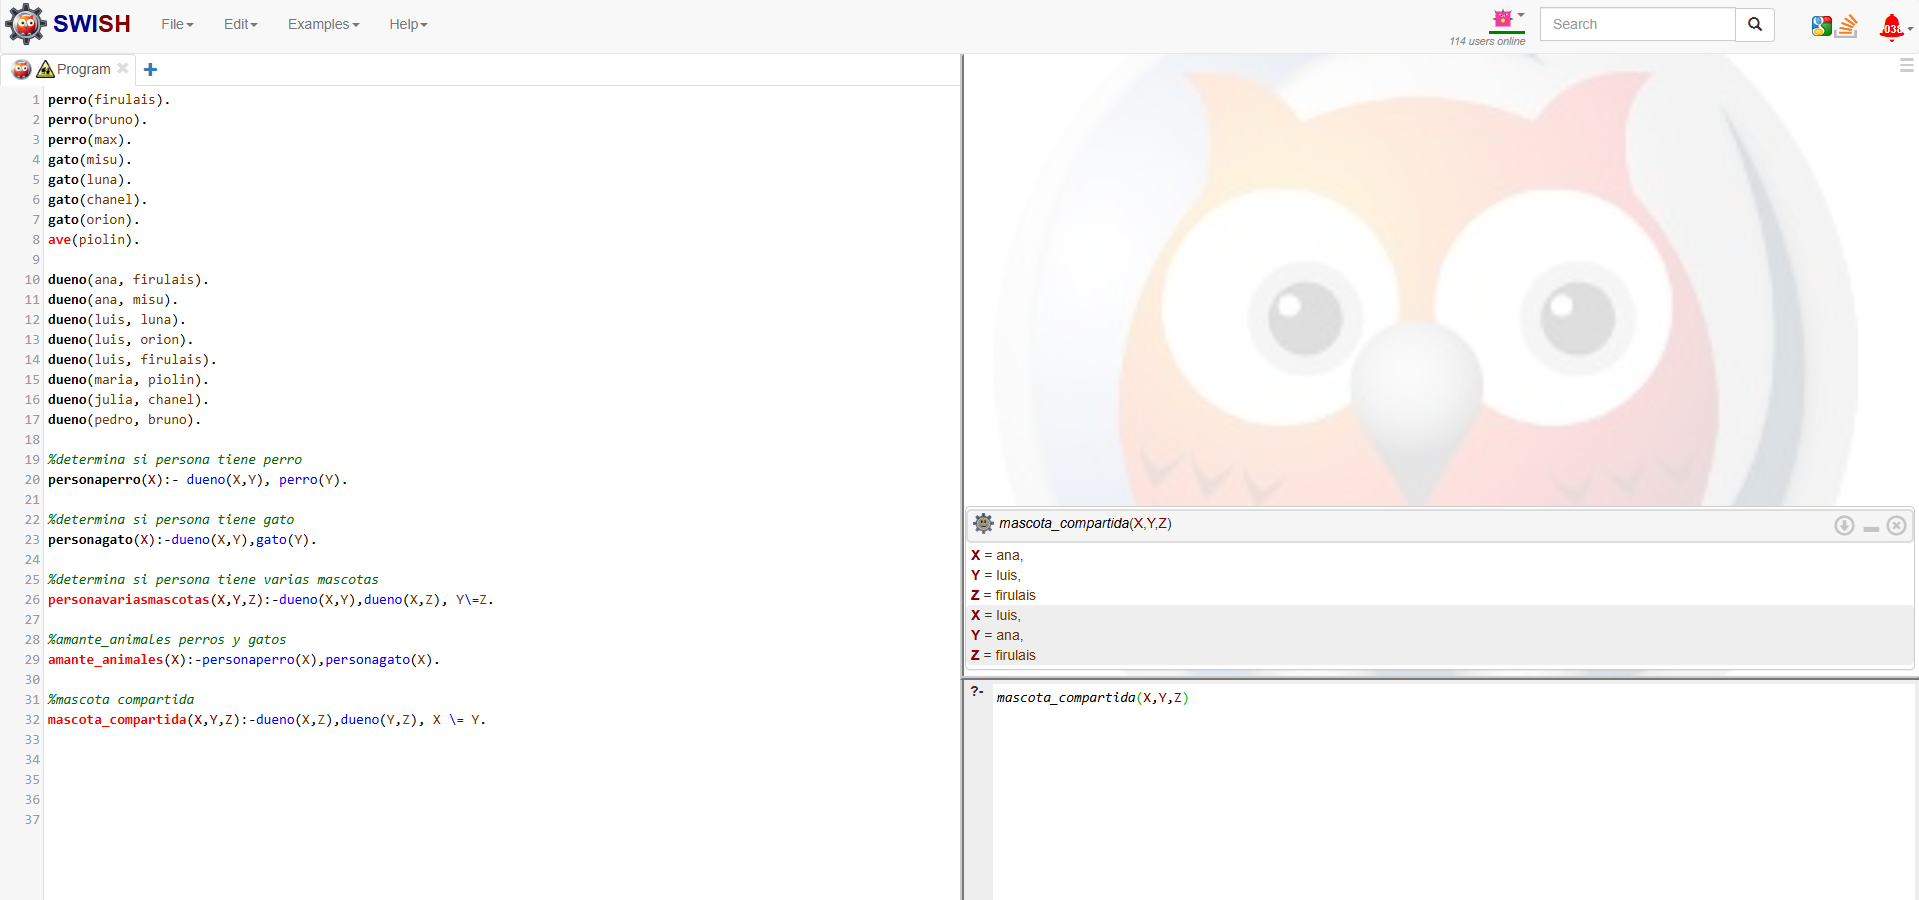 SWISH File Edit Examples Help 114 users online Search 038
Program
1 perro(firulais).
2 perro(bruno).
3 perro(max).
4 gato(misu).
5 gato(luna).
6 gato(chanel).
7 gato(orion).
8 ave(piolin).
9
10 dueno(ana, firulais).
11 dueno(ana, misu).
12 dueno(luis, luna).
13 dueno(luis, orion).
14 dueno(luis, firulais).
15 dueno(maria, piolin).
16 dueno(julia, chanel).
17 dueno(pedro, bruno).
18
19 %determina si persona tiene perro
20 personaperro(X):- dueno(X,Y), perro(Y).
21
22 %determina si persona tiene gato
23 personagato(X):-dueno(X,Y),gato(Y).
24
25 %determina si persona tiene varias mascotas
26 personavariasmascotas(X,Y,Z):-dueno(X,Y),dueno(X,Z), Y\=Z.
27
28 %amante_animales perros y gatos
29 amante_animales(X):-personaperro(X),personagato(X).
30
31 %mascota compartida
32 mascota_compartida(X,Y,Z):-dueno(X,Z),dueno(Y,Z), X \= Y.
33
34
35
36
37
mascota_compartida(X,Y,Z)
X = ana,
Y = luis,
Z = firulais
X = luis,
Y = ana,
Z = firulais
?- mascota_compartida(X,Y,Z)